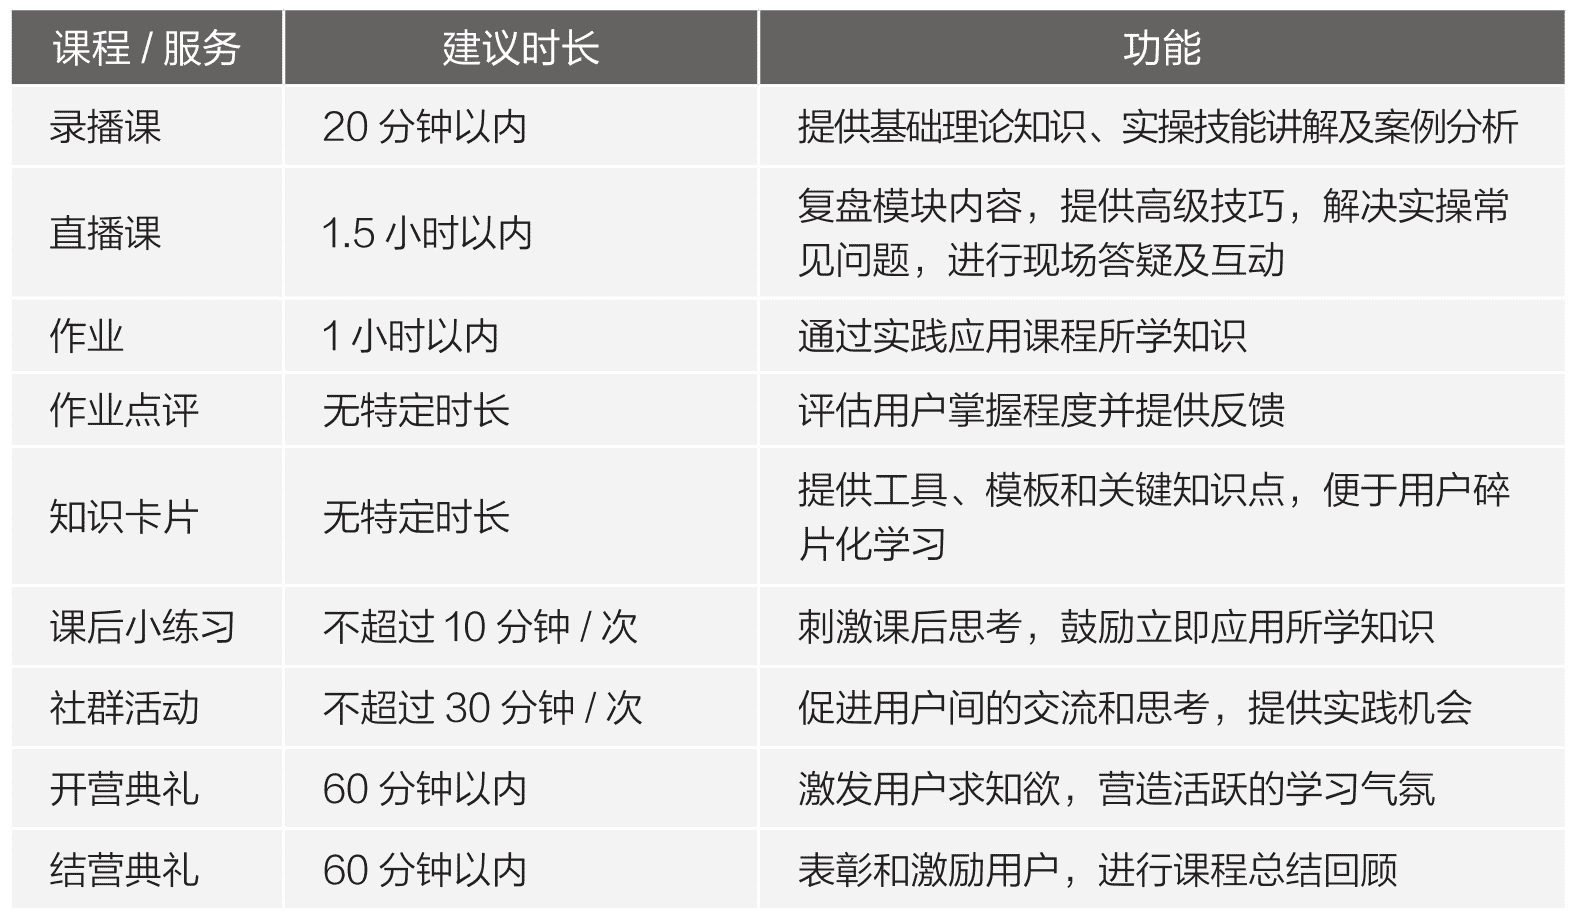 课程 / 服务 建议时长 功能
录播课 20 分钟以内 提供基础理论知识、实操技能讲解及案例分析
直播课 1.5 小时以内 复盘模块内容，提供高级技巧，解决实操常
见问题，进行现场答疑及互动
作业 1 小时以内 通过实践应用课程所学知识
作业点评 无特定时长 评估用户掌握程度并提供反馈
知识卡片 无特定时长 提供工具、模板和关键知识点，便于用户碎
片化学习
课后小练习 不超过 10 分钟 / 次 刺激课后思考，鼓励立即应用所学知识
社群活动 不超过 30 分钟 / 次 促进用户间的交流和思考，提供实践机会
开营典礼 60 分钟以内 激发用户求知欲，营造活跃的学习气氛
结营典礼 60 分钟以内 表彰和激励用户，进行课程总结回顾